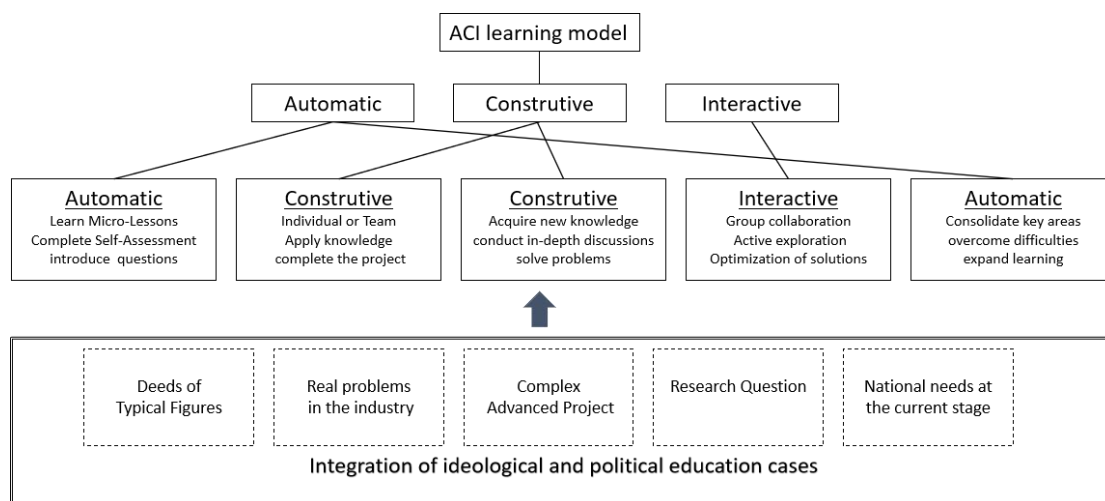 ACI learning model
Automatic
Construtive
Interactive
Automatic
Learn Micro-Lessons
Complete Self-Assessment
introduce questions
Construtive
Individual or Team
Apply knowledge
complete the project
Construtive
Acquire new knowledge
conduct in-depth discussions
solve problems
Interactive
Group collaboration
Active exploration
Optimization of solutions
Automatic
Consolidate key areas
overcome difficulties
expand learning
Deeds of
Typical Figures
Real problems
in the industry
Complex
Advanced Project
Research Question
National needs at
the current stage
Integration of ideological and political education cases